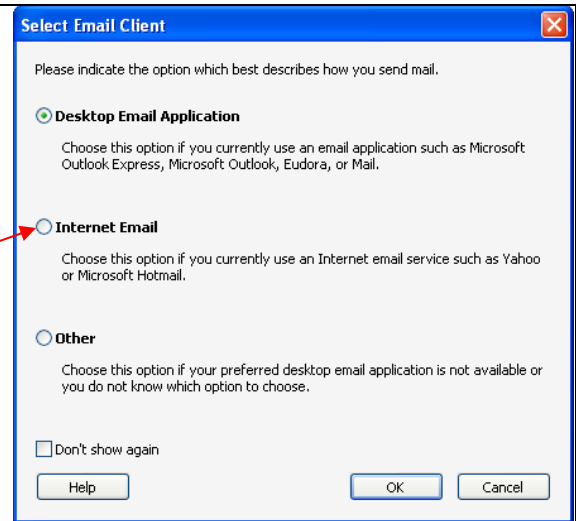 Select Email Client
Please indicate the option which best describes how you send mail.
Desktop Email Application
Choose this option if you currently use an email application such as Microsoft
Outlook Express, Microsoft Outlook, Eudora, or Mail.
Internet Email
Choose this option if you currently use an Internet email service such as Yahoo
or Microsoft Hotmail.
Other
Choose this option if your preferred desktop email application is not available or
you do not know which option to choose.
Don't show again
Help OK Cancel